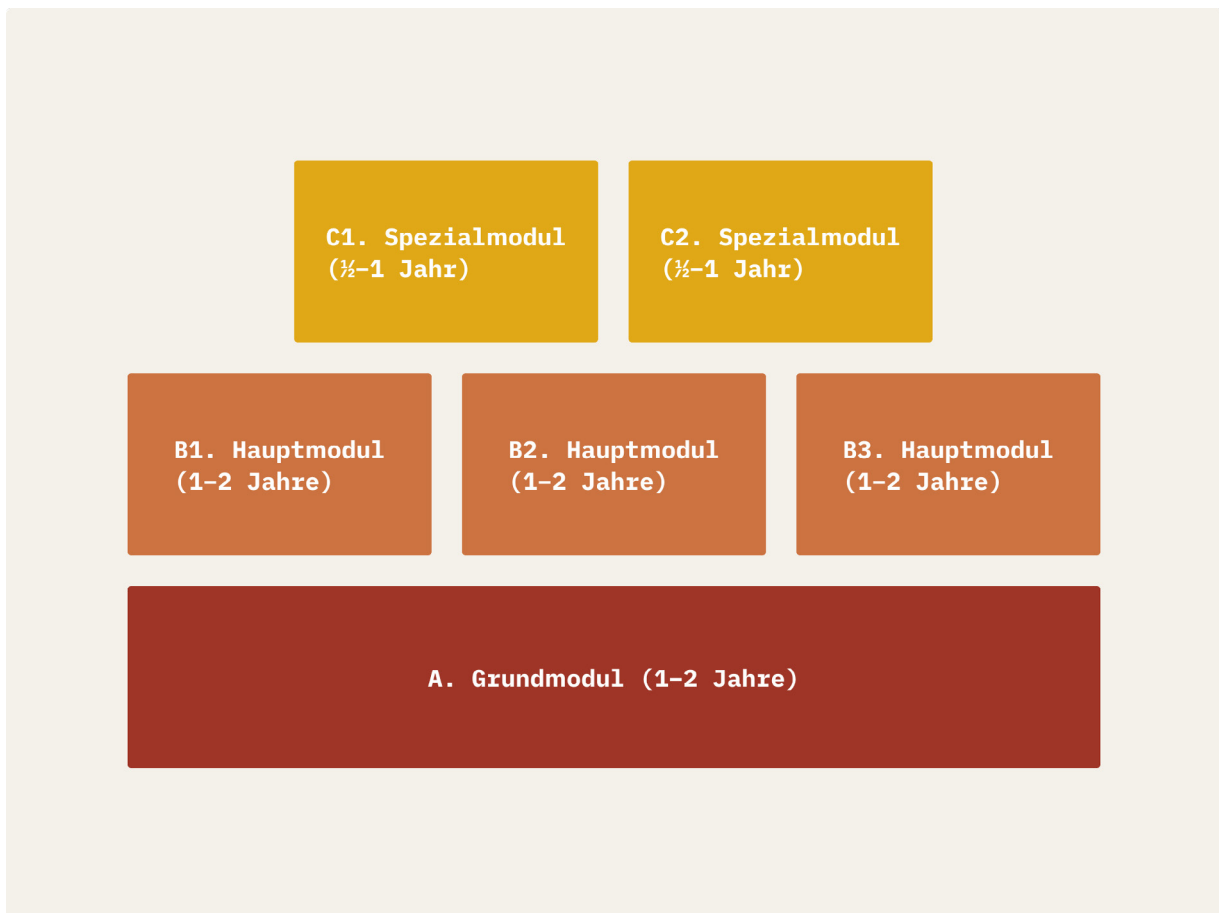 C1. Spezialmodul
(½–1 Jahr)
C2. Spezialmodul
(½–1 Jahr)
B1. Hauptmodul
(1–2 Jahre)
B2. Hauptmodul
(1–2 Jahre)
B3. Hauptmodul
(1–2 Jahre)
A. Grundmodul (1–2 Jahre)